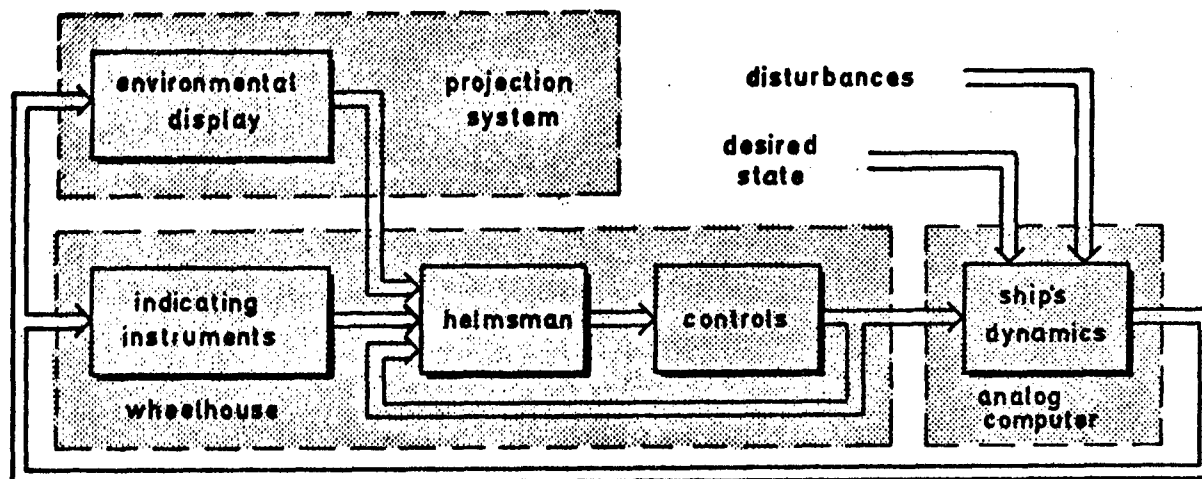 environmental
display
projection
system
disturbances
desired
state
indicating
instruments
helmsman
controls
ship's
dynamics
wheelhouse
analog
computer